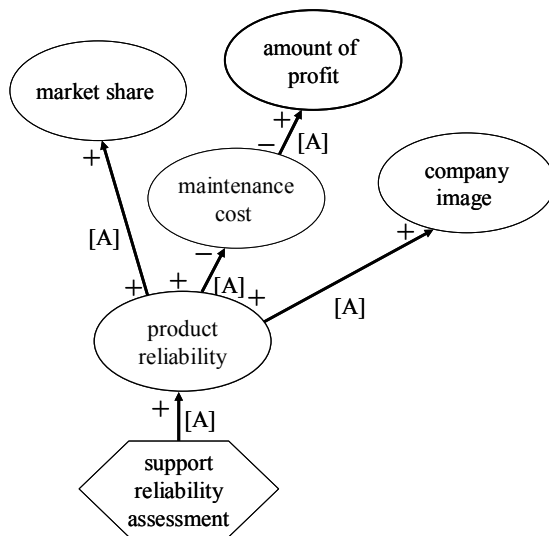 amount of
profit
market share
+
[A]
−
+
maintenance
cost
company
image
[A]
−
+
+
+
[A]
+
[A]
product
reliability
+
[A]
support
reliability
assessment